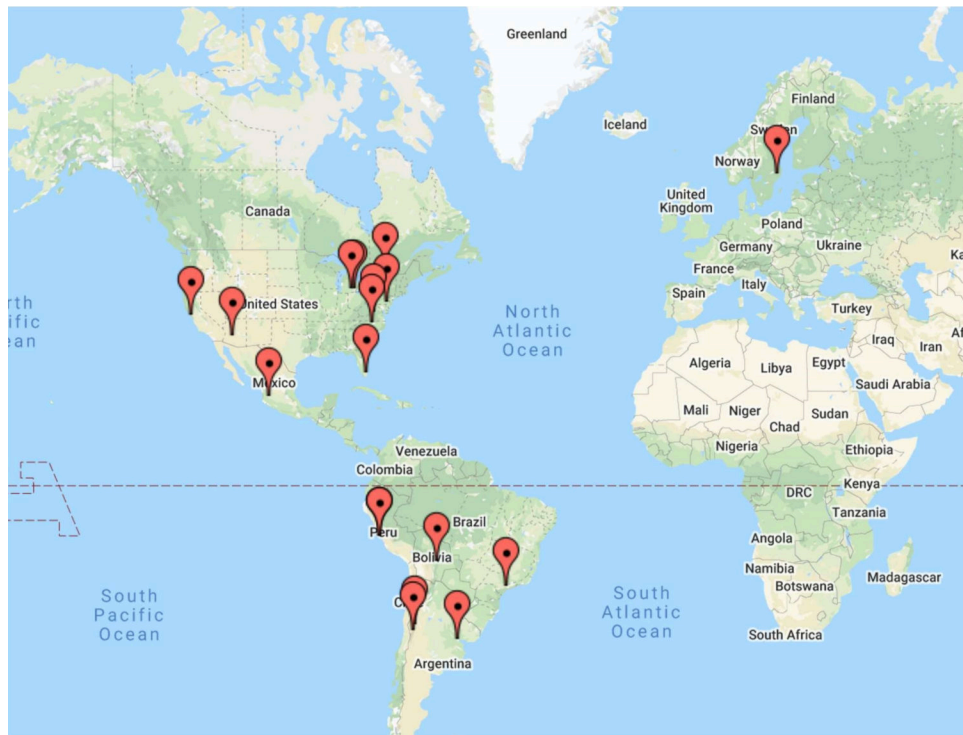 Greenland
Finland
Iceland
Norway
Canada
United
Kingdom
Poland
Germany
Ukraine
France
Italy
Spain
Turkey
United States
North
Atlantic
Ocean
Iraq
Iran
Algeria
Libya
Egypt
Saudi Arabia
Mexico
Mali
Niger
Chad
Sudan
Nigeria
Ethiopia
Venezuela
Colombia
Kenya
DRC
Tanzania
Peru
Brazil
Bolivia
Angola
Namibia
Botswana
Madagascar
South
Pacific
Ocean
South
Atlantic
Ocean
South Africa
Argentina